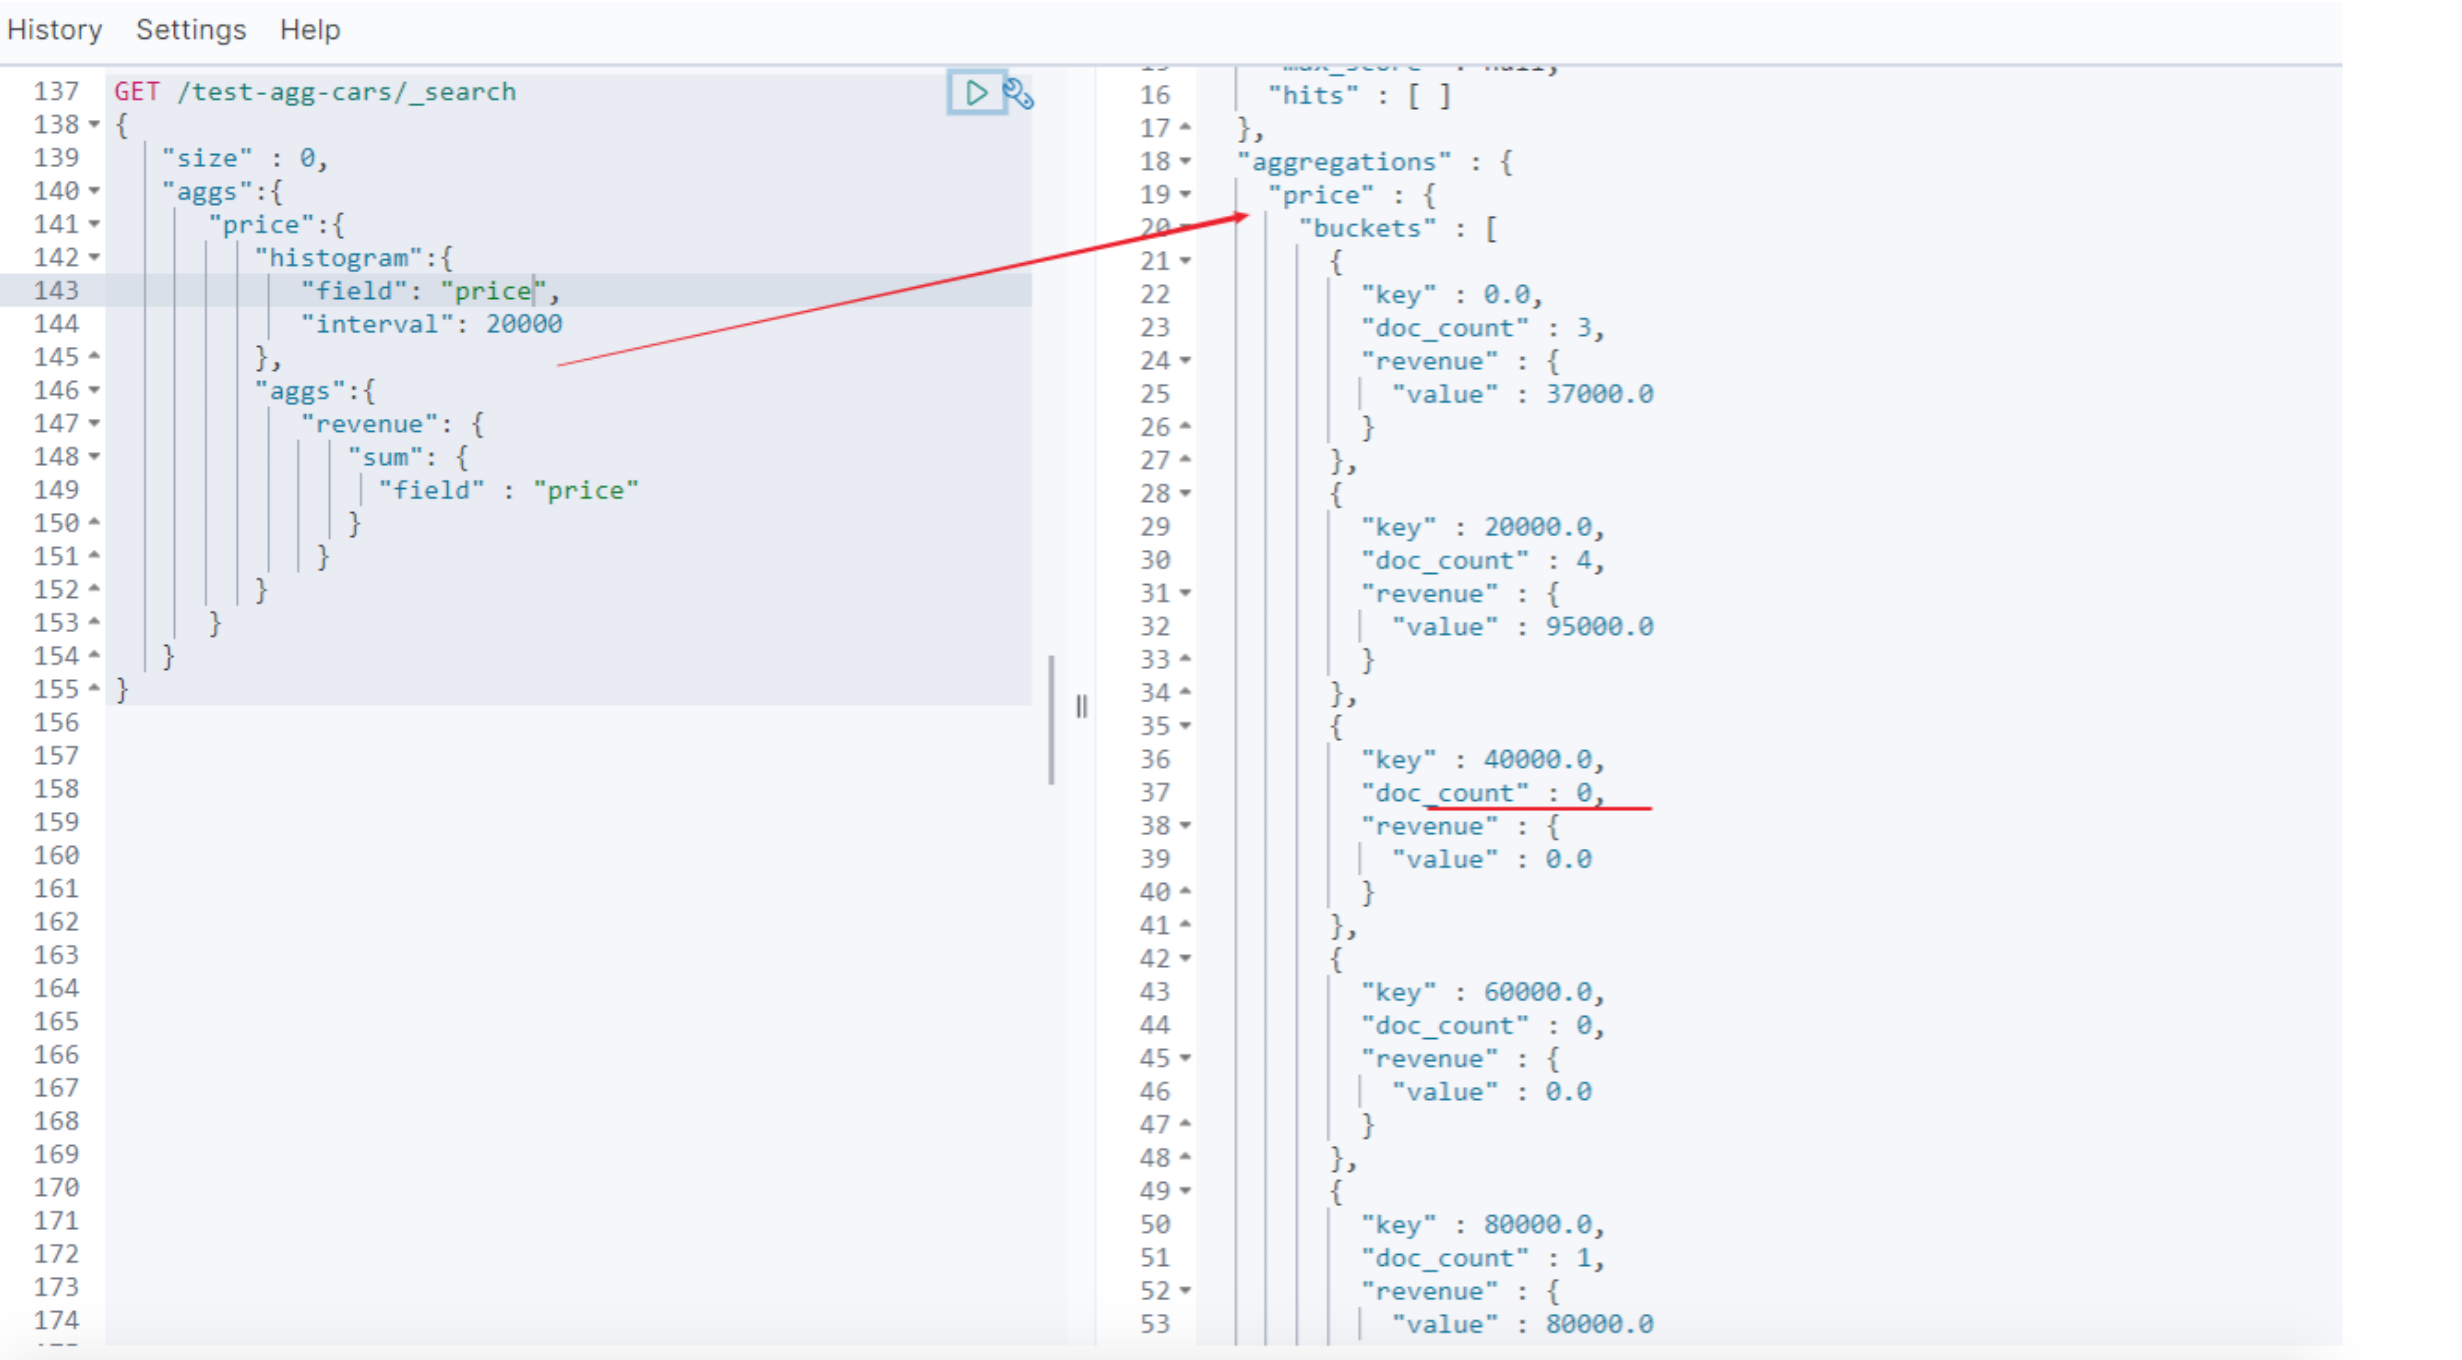 History Settings Help
137 GET /test-agg-cars/_search
138 {
139 "size" : 0,
140 "aggs":{
141 "price":{
142 "histogram":{
143 "field": "price",
144 "interval": 20000
145 },
146 "aggs":{
147 "revenue": {
148 "sum": {
149 "field" : "price"
150 }
151 }
152 }
153 }
154 }
155 }
156
157
158
159
160
161
162
163
164
165
166
167
168
169
170
171
172
173
174
"max_score" : null,
16 "hits" : [ ]
17 },
18 "aggregations" : {
19 "price" : {
20 "buckets" : [
21 {
22 "key" : 0.0,
23 "doc_count" : 3,
24 "revenue" : {
25 "value" : 37000.0
26 }
27 },
28 {
29 "key" : 20000.0,
30 "doc_count" : 4,
31 "revenue" : {
32 "value" : 95000.0
33 }
34 },
35 {
36 "key" : 40000.0,
37 "doc_count" : 0,
38 "revenue" : {
39 "value" : 0.0
40 }
41 },
42 {
43 "key" : 60000.0,
44 "doc_count" : 0,
45 "revenue" : {
46 "value" : 0.0
47 }
48 },
49 {
50 "key" : 80000.0,
51 "doc_count" : 1,
52 "revenue" : {
53 "value" : 80000.0